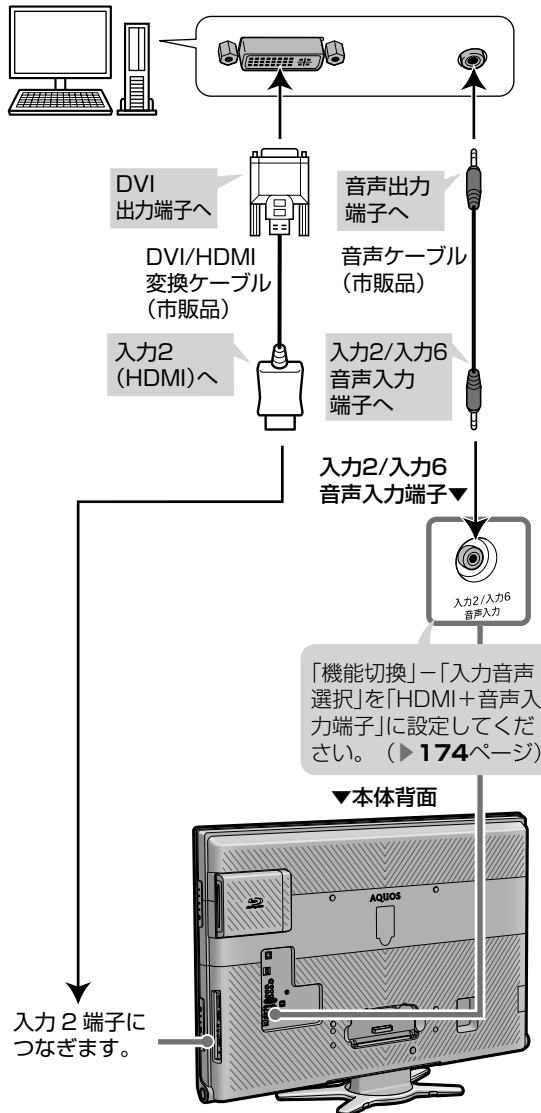 DVI
出力端子へ
音声出力
端子へ
DVI/HDMI
変換ケーブル
（市販品）
音声ケーブル
（市販品）
入力2
（HDMI）へ
入力2/入力6
音声入力
端子へ
入力2/入力6
音声入力端子▼
入力2/入力6
音声入力
「機能切換」－「入力音声
選択」を「HDMI＋音声入
力端子」に設定してくだ
さい。（▶174ページ）
▼本体背面
AQUOS
入力 2 端子に
つなぎます。